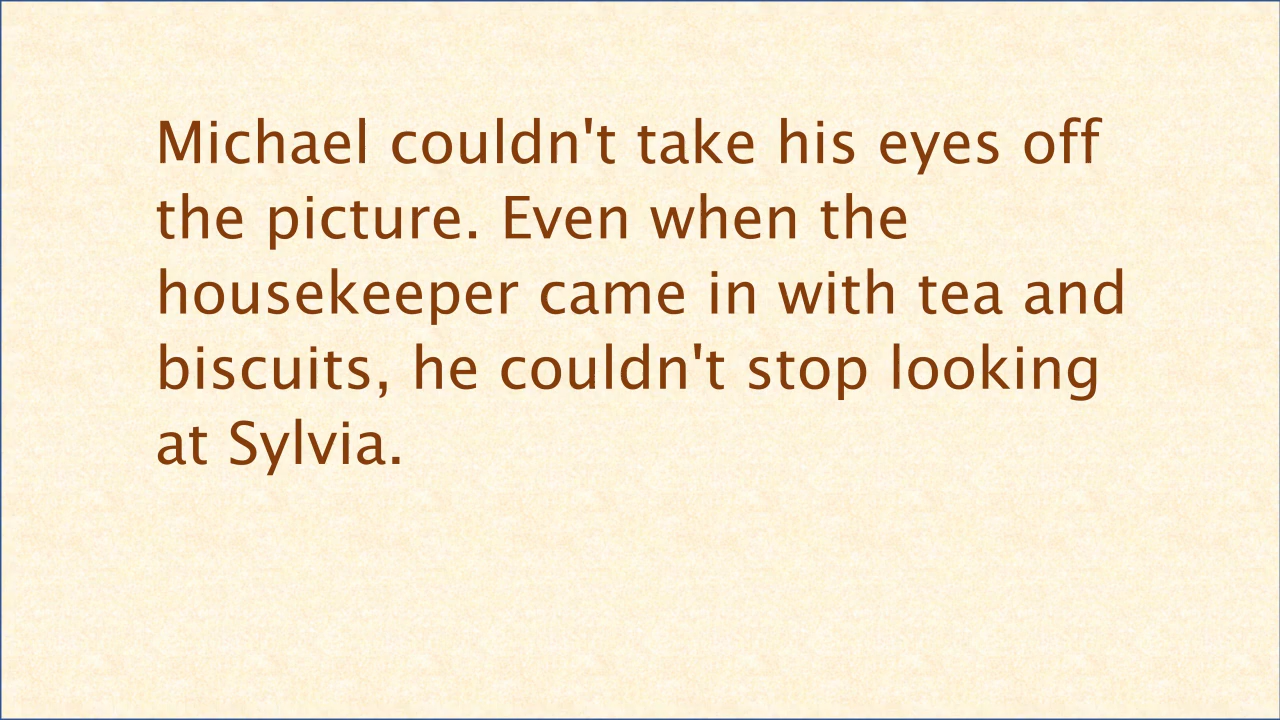 Michael couldn't take his eyes off
the picture. Even when the
housekeeper came in with tea and
biscuits, he couldn't stop looking
at Sylvia.